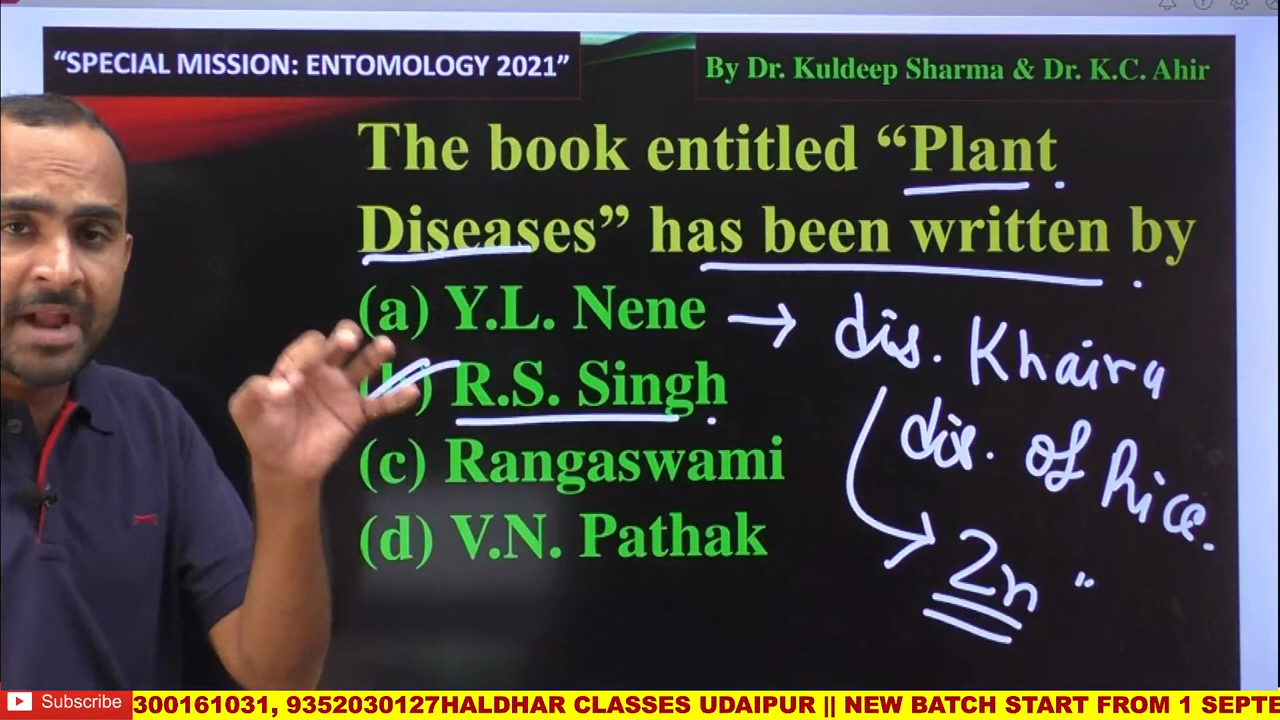 “SPECIAL MISSION: ENTOMOLOGY 2021”
By Dr. Kuldeep Sharma & Dr. K.C. Ahir
The book entitled “Plant
Diseases” has been written by
(a) Y.L. Nene → dis. Khaira
dis. of Rice.
(b) R.S. Singh
(c) Rangaswami
(d) V.N. Pathak
Zn "
Subscribe
300161031, 9352030127HALDHAR CLASSES UDAIPUR || NEW BATCH START FROM 1 SEPTE